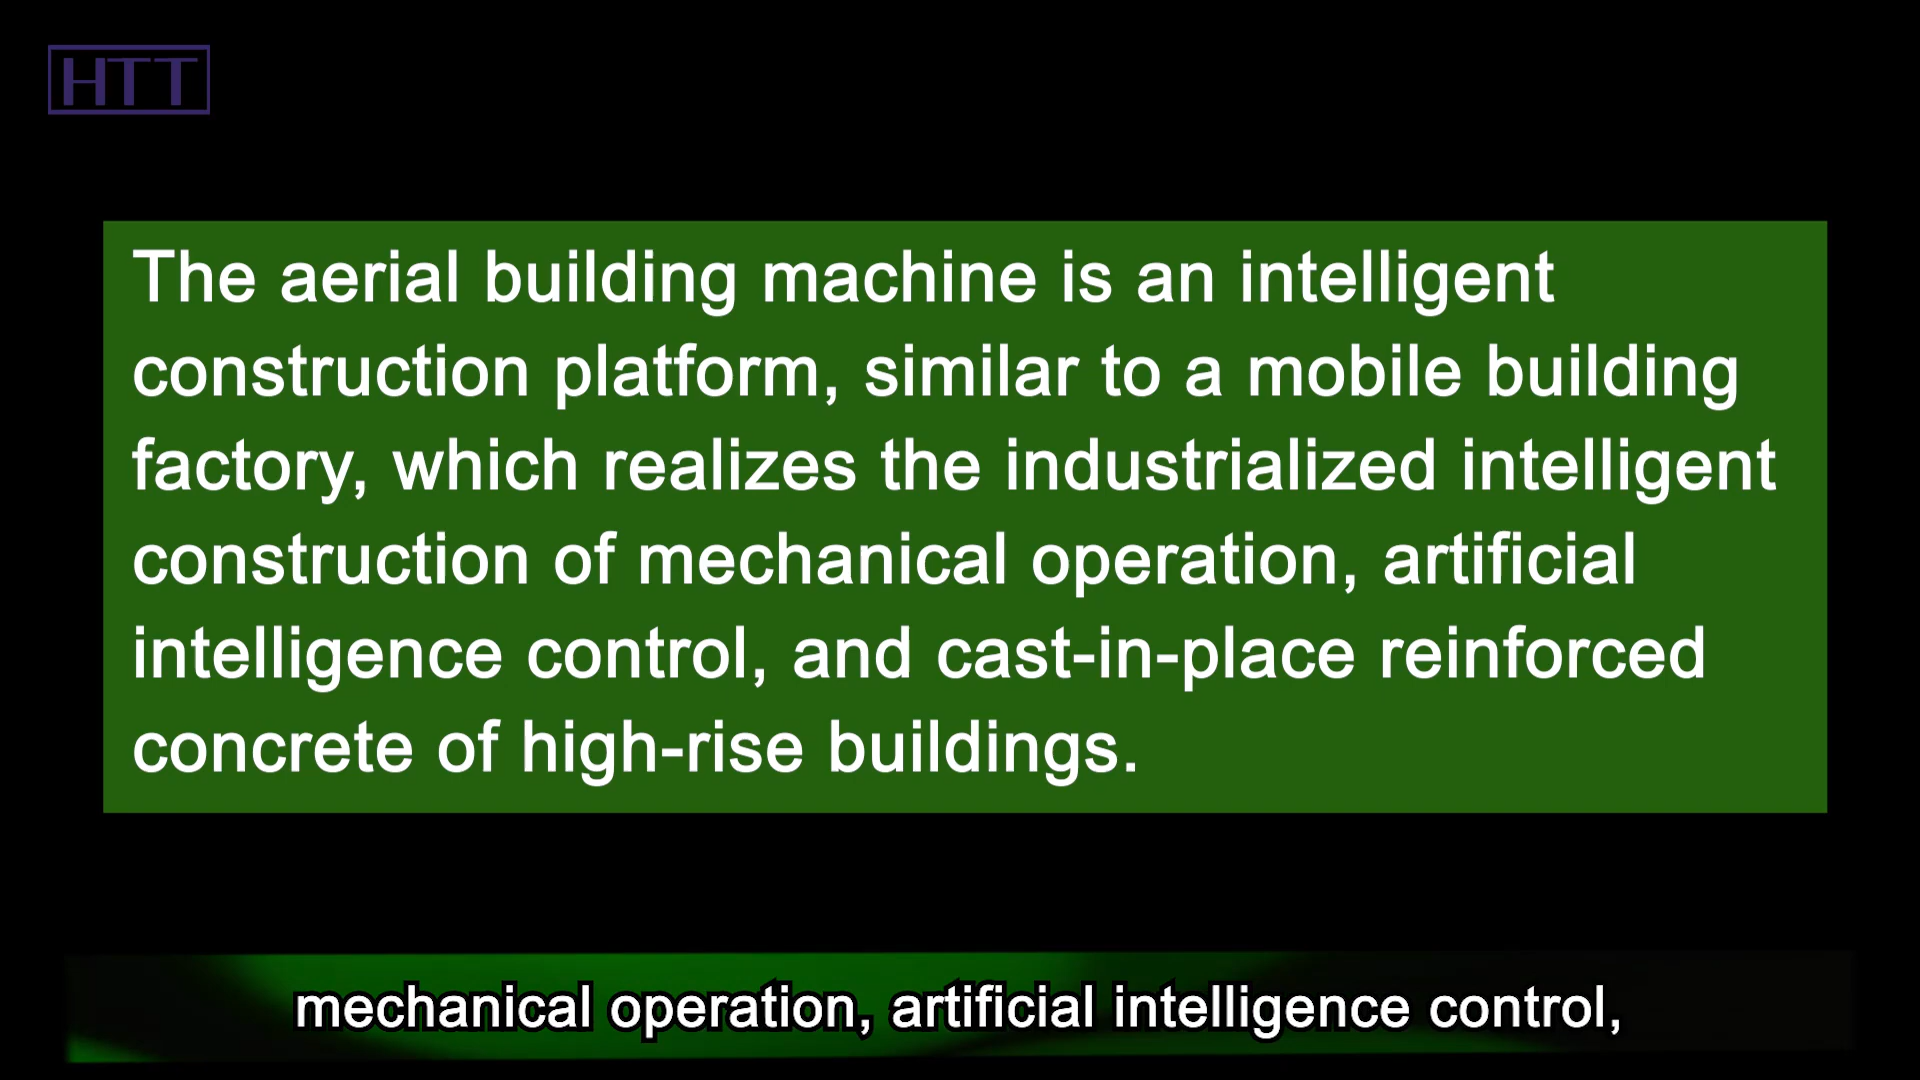 HTT
The aerial building machine is an intelligent
construction platform, similar to a mobile building
factory, which realizes the industrialized intelligent
construction of mechanical operation, artificial
intelligence control, and cast-in-place reinforced
concrete of high-rise buildings.
mechanical operation, artificial intelligence control,